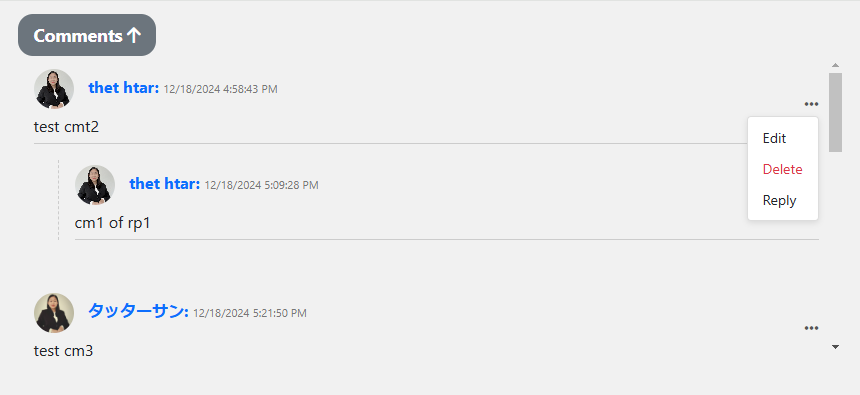 Comments ↑
thet htar: 12/18/2024 4:58:43 PM
...
test cmt2
Edit
Delete
Reply
thet htar: 12/18/2024 5:09:28 PM
cm1 of rp1
タッターサン: 12/18/2024 5:21:50 PM
...
test cm3